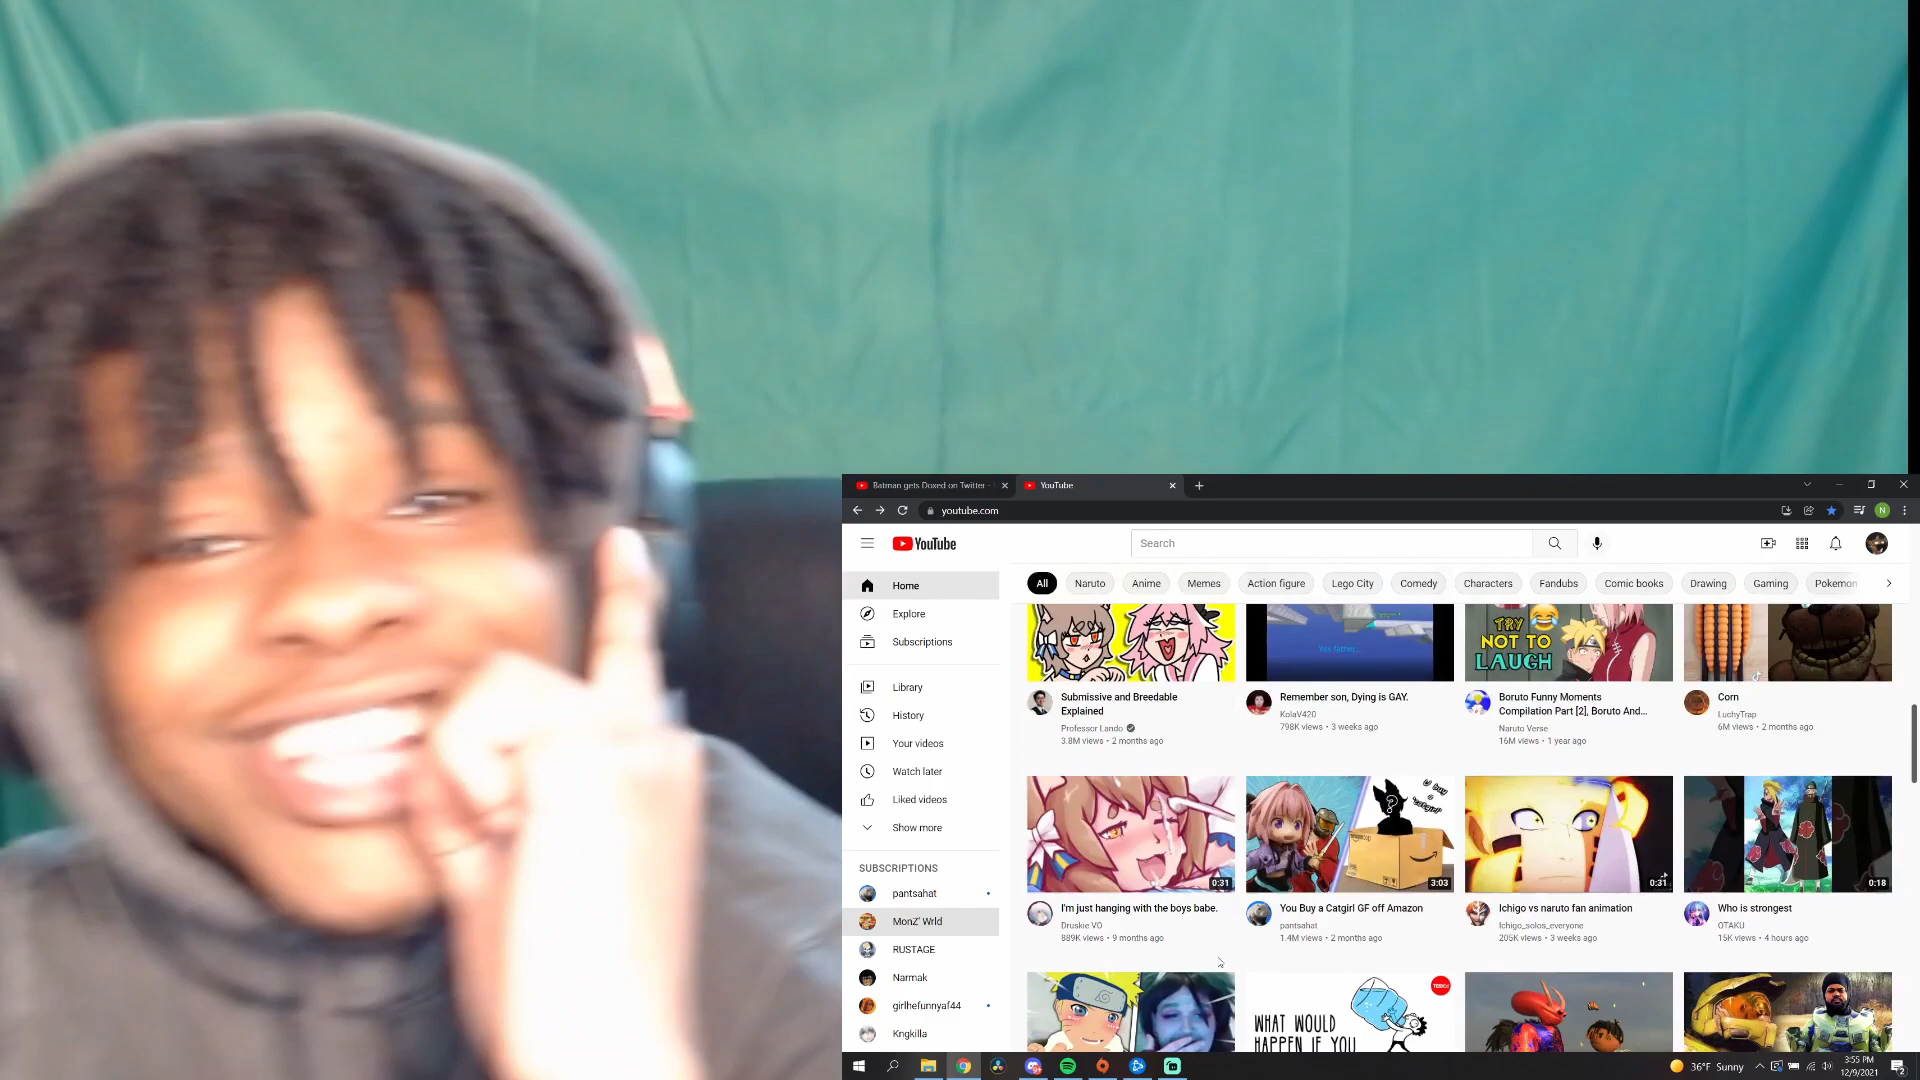 Batman gets Doxed on Twitter -
YouTube
youtube.com
N
YouTube
Search
All
Naruto
Anime
Memes
Action figure
Lego City
Comedy
Characters
Fandubs
Comic books
Drawing
Gaming
Pokemon
Home
Explore
Subscriptions
Library
History
Your videos
Watch later
Liked videos
Show more
SUBSCRIPTIONS
pantsahat
MonZ' Wrld
RUSTAGE
Narmak
girlhefunnyaf44
Kngkilla
Yes father...
TRY
NOT TO
LAUGH
Submissive and Breedable
Explained
Professor Lando
3.8M views • 2 months ago
Remember son, Dying is GAY.
KolaV420
798K views • 3 weeks ago
Boruto Funny Moments
Compilation Part [2], Boruto And...
Naruto Verse
16M views • 1 year ago
Corn
LuchyTrap
6M views • 2 months ago
0:31
U buy
a
"catgirl"
3:03
0:31
0:18
I'm just hanging with the boys babe.
Druskie VO
889K views • 9 months ago
You Buy a Catgirl GF off Amazon
pantsahat
1.4M views • 2 months ago
Ichigo vs naruto fan animation
Ichigo_solos_everyone
205K views • 3 weeks ago
Who is strongest
OTAKU
15K views • 4 hours ago
WHAT WOULD
HAPPEN IF YOU
TED-Ed
36°F Sunny
3:55 PM
12/9/2021
2